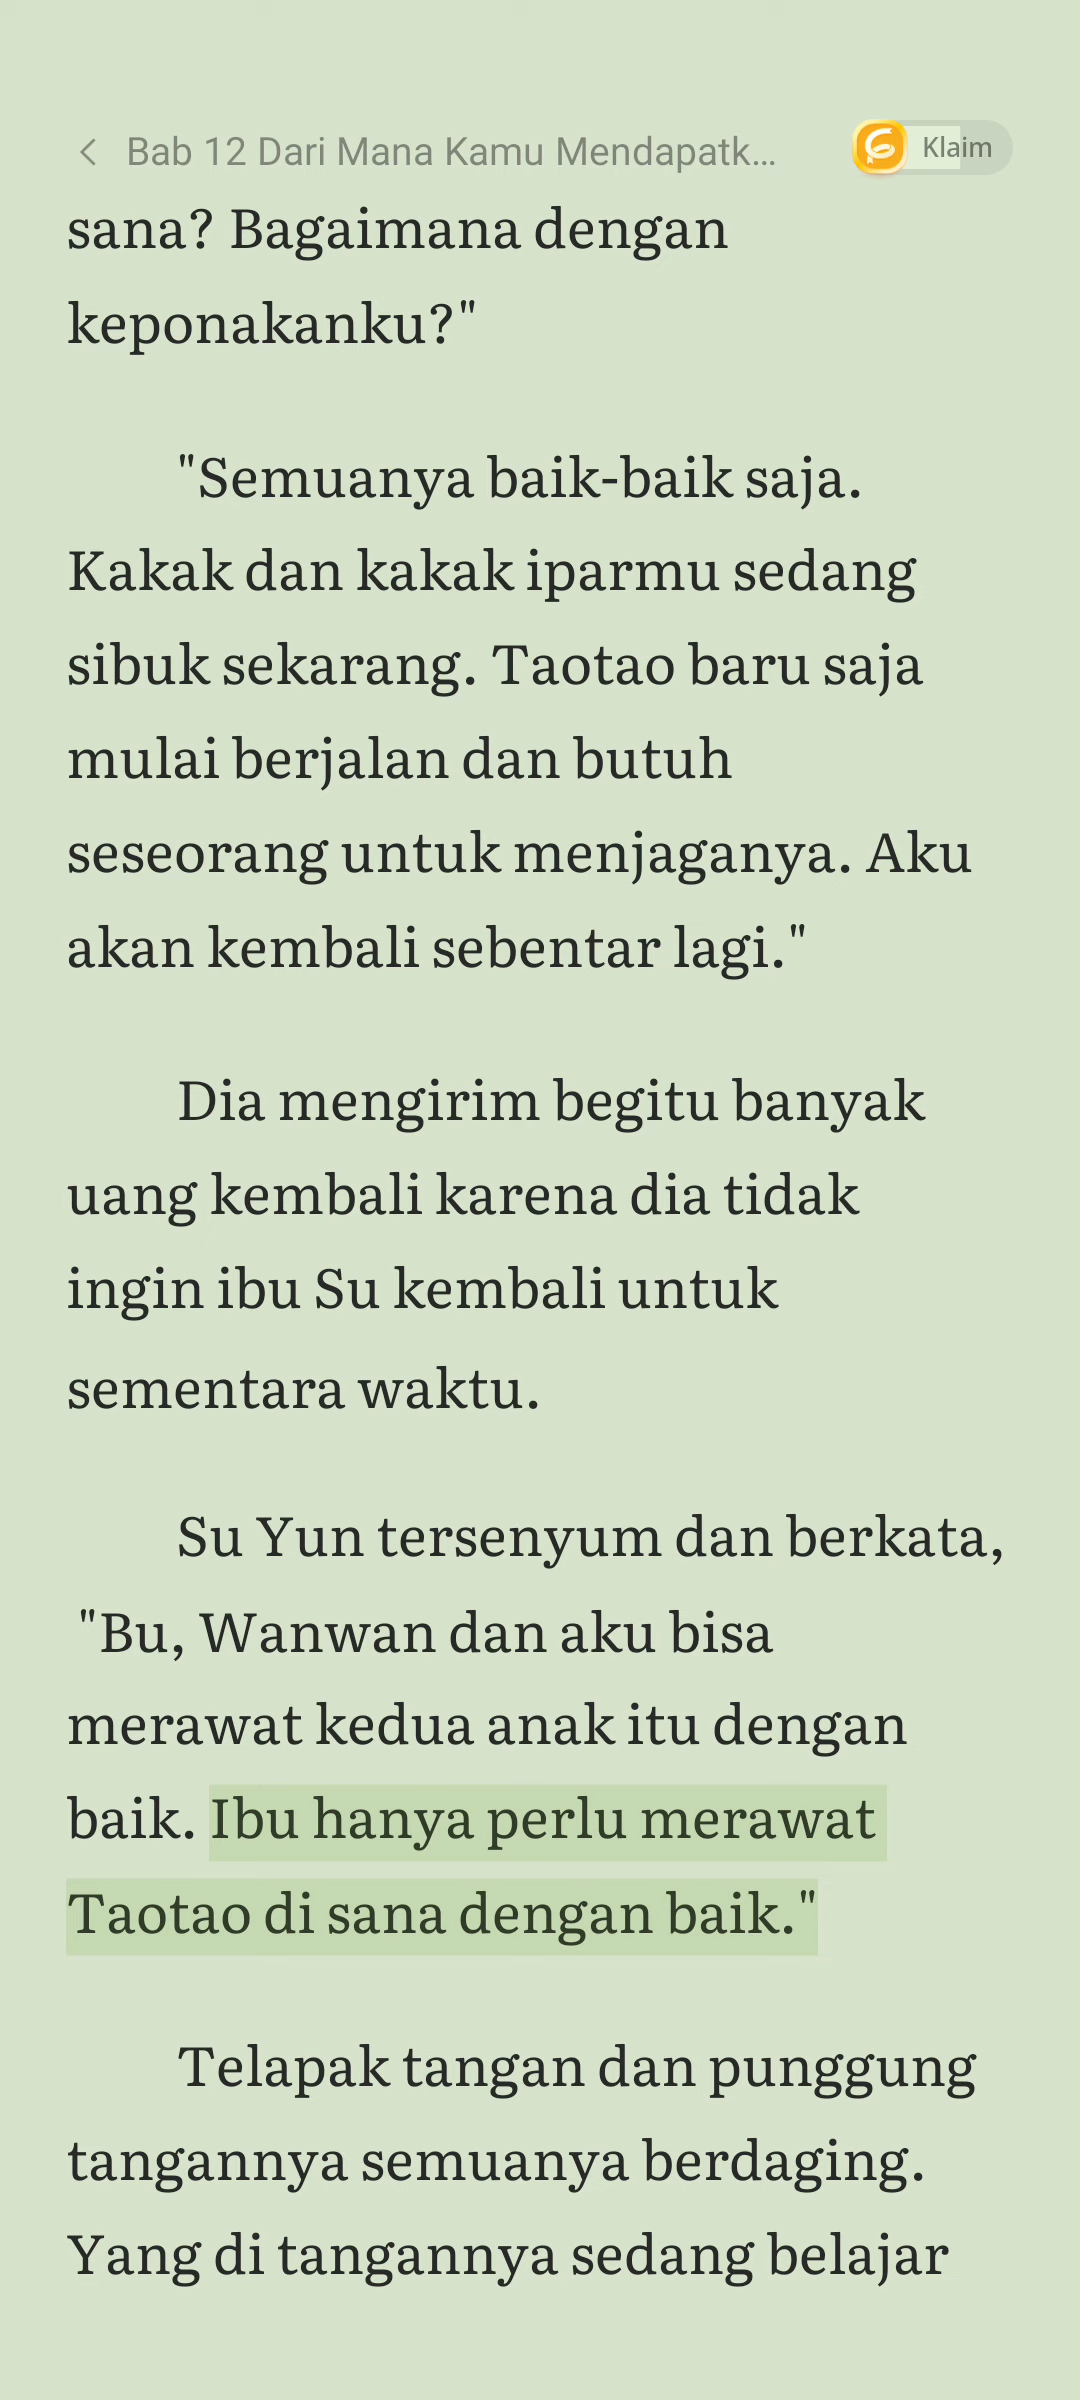 Bab 12 Dari Mana Kamu Mendapatk...
Klaim
sana? Bagaimana dengan
keponakanku?"
"Semuanya baik-baik saja.
Kakak dan kakak iparmu sedang
sibuk sekarang. Taotao baru saja
mulai berjalan dan butuh
seseorang untuk menjaganya. Aku
akan kembali sebentar lagi."
Dia mengirim begitu banyak
uang kembali karena dia tidak
ingin ibu Su kembali untuk
sementara waktu.
Su Yun tersenyum dan berkata,
"Bu, Wanwan dan aku bisa
merawat kedua anak itu dengan
baik. Ibu hanya perlu merawat
Taotao di sana dengan baik."
Telapak tangan dan punggung
tangannya semuanya berdaging.
Yang di tangannya sedang belajar